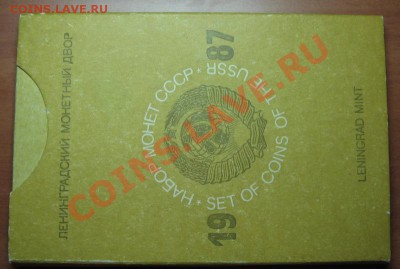 COINS.LAVE.RU
ЛЕНИНГРАДСКИЙ МОНЕТНЫЙ ДВОР
НАБОР МОНЕТ СССР · SET OF COINS OF THE USSR ·
19 87
LENINGRAD MINT
COINS.LAVE.RU